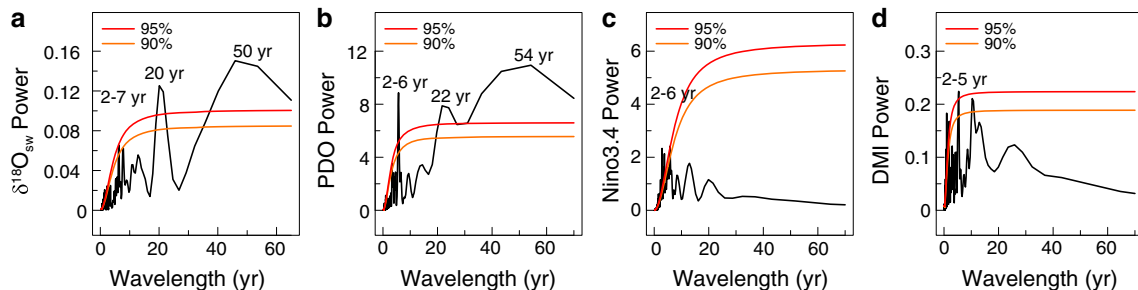 a
95%
90%
0.16
0.12
0.08
0.04
0
δ18Osw Power
2-7 yr
20 yr
50 yr
0 20 40 60
Wavelength (yr)
b
95%
90%
12
9
6
3
0
PDO Power
2-6 yr
22 yr
54 yr
0 20 40 60
Wavelength (yr)
c
95%
90%
6
4
2
0
Nino3.4 Power
2-6 yr
0 20 40 60
Wavelength (yr)
d
95%
90%
0.3
0.2
0.1
0
DMI Power
2-5 yr
0 20 40 60
Wavelength (yr)